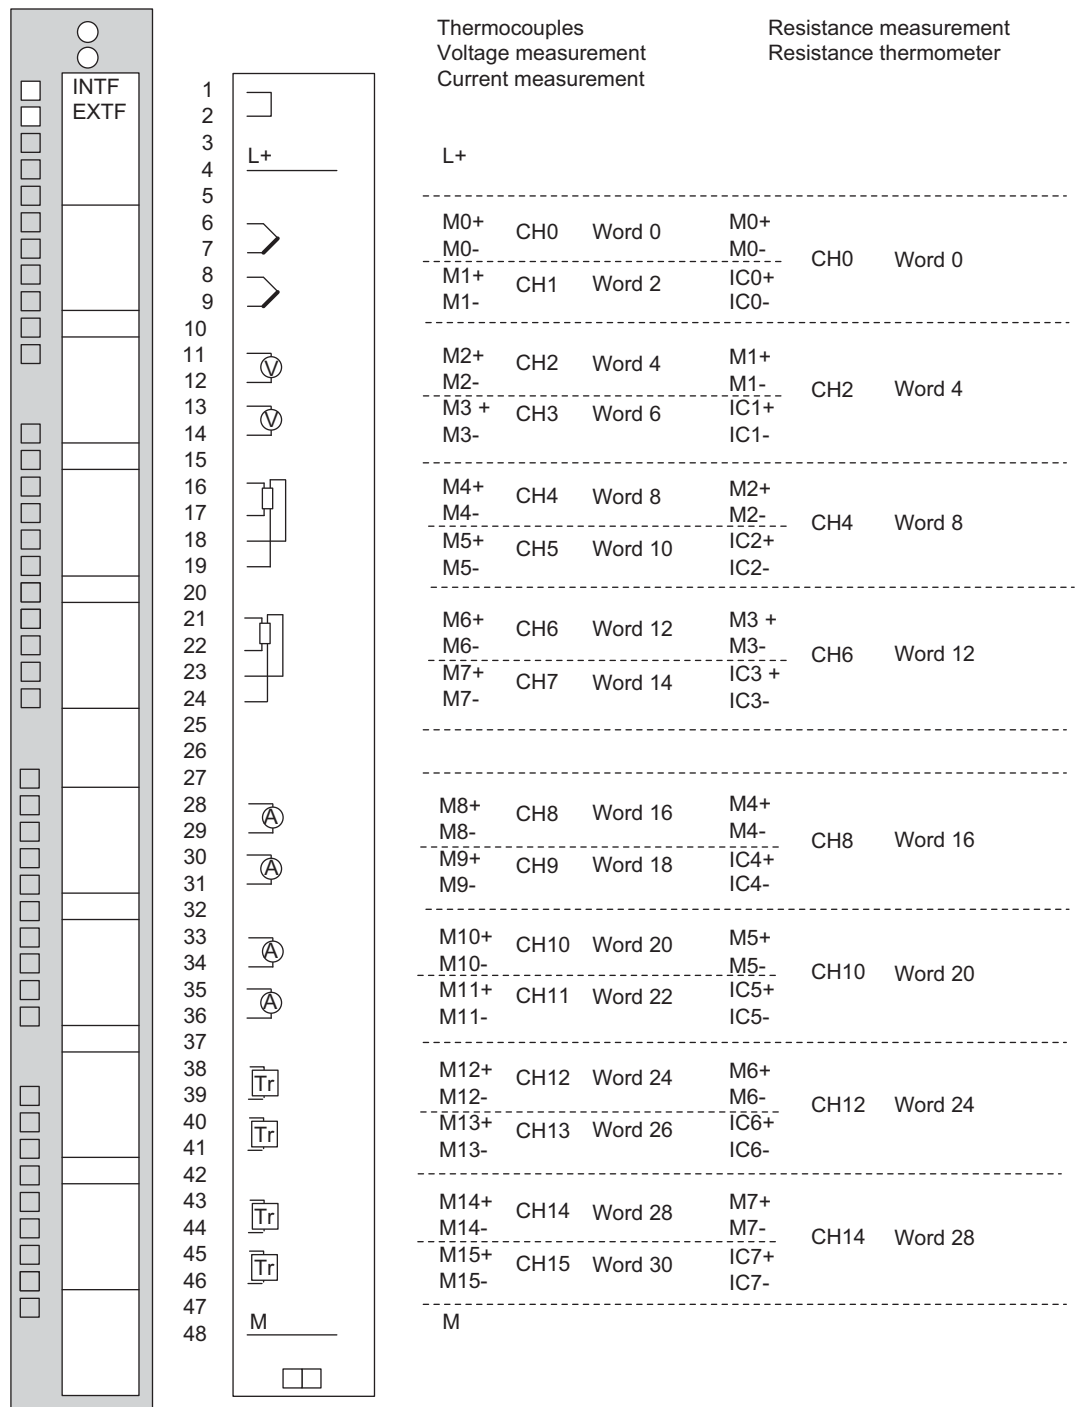 Thermocouples Resistance measurement
Voltage measurement Resistance thermometer
Current measurement
INTF 1
EXTF 2
3
4 L+ L+
5
6 M0+ CH0 Word 0 M0+
7 M0- M0- CH0 Word 0
8 M1+ CH1 Word 2 IC0+
9 M1- IC0-
10
11 V M2+ CH2 Word 4 M1+
12 M2- M1- CH2 Word 4
13 V M3 + CH3 Word 6 IC1+
14 M3- IC1-
15
16 M4+ CH4 Word 8 M2+
17 M4- M2- CH4 Word 8
18 M5+ CH5 Word 10 IC2+
19 M5- IC2-
20
21 M6+ CH6 Word 12 M3 +
22 M6- M3- CH6 Word 12
23 M7+ CH7 Word 14 IC3 +
24 M7- IC3-
25
26
27
28 A M8+ CH8 Word 16 M4+
29 M8- M4- CH8 Word 16
30 A M9+ CH9 Word 18 IC4+
31 M9- IC4-
32
33 A M10+ CH10 Word 20 M5+
34 M10- M5- CH10 Word 20
35 A M11+ CH11 Word 22 IC5+
36 M11- IC5-
37
38 Tr M12+ CH12 Word 24 M6+
39 M12- M6- CH12 Word 24
40 Tr M13+ CH13 Word 26 IC6+
41 M13- IC6-
42
43 Tr M14+ CH14 Word 28 M7+
44 M14- M7- CH14 Word 28
45 Tr M15+ CH15 Word 30 IC7+
46 M15- IC7-
47
48 M M